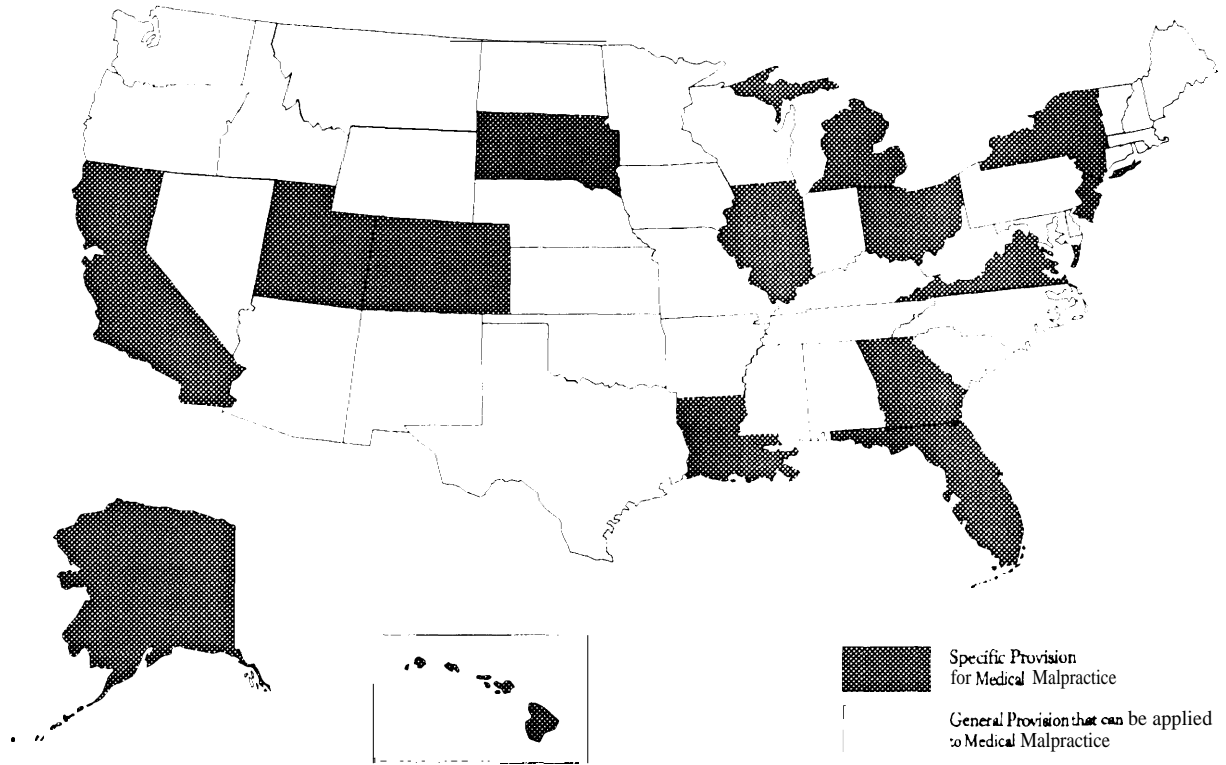 Specific Provision
for Medical Malpractice
General Provision that can be applied
to Medical Malpractice